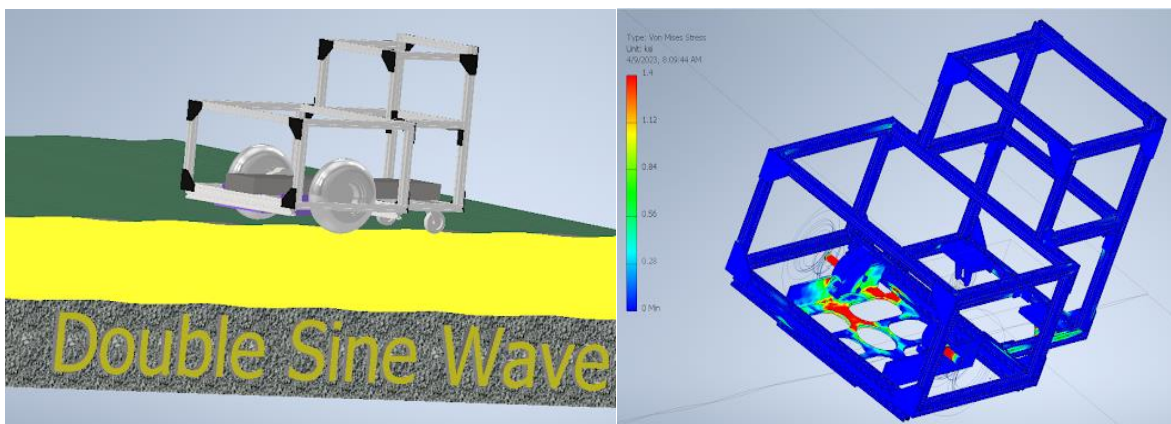 Double Sine Wave
Type: Von Mises Stress
Unit: ksi
4/9/2023, 8:09:44 AM
1.4
1.12
0.84
0.56
0.28
0 Min